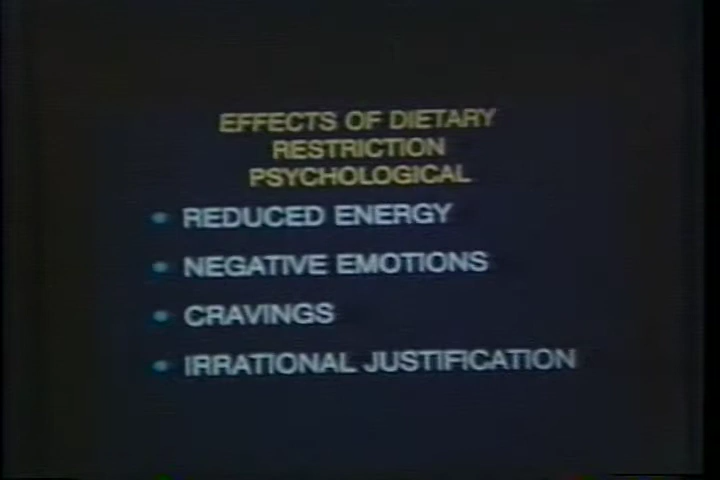 EFFECTS OF DIETARY
RESTRICTION
PSYCHOLOGICAL
• REDUCED ENERGY
• NEGATIVE EMOTIONS
• CRAVINGS
• IRRATIONAL JUSTIFICATION